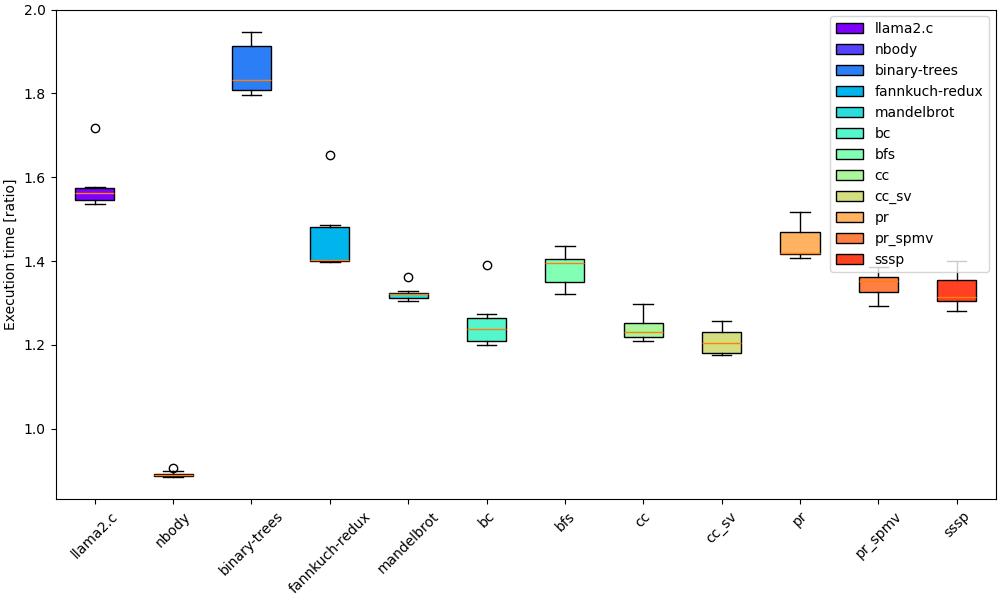 2.0
1.8
1.6
1.4
1.2
1.0
Execution time [ratio]
llama2.c
nbody
binary-trees
fannkuch-redux
mandelbrot
bc
bfs
cc
cc_sv
pr
pr_spmv
sssp
llama2.c
nbody
binary-trees
fannkuch-redux
mandelbrot
bc
bfs
cc
cc_sv
pr
pr_spmv
sssp